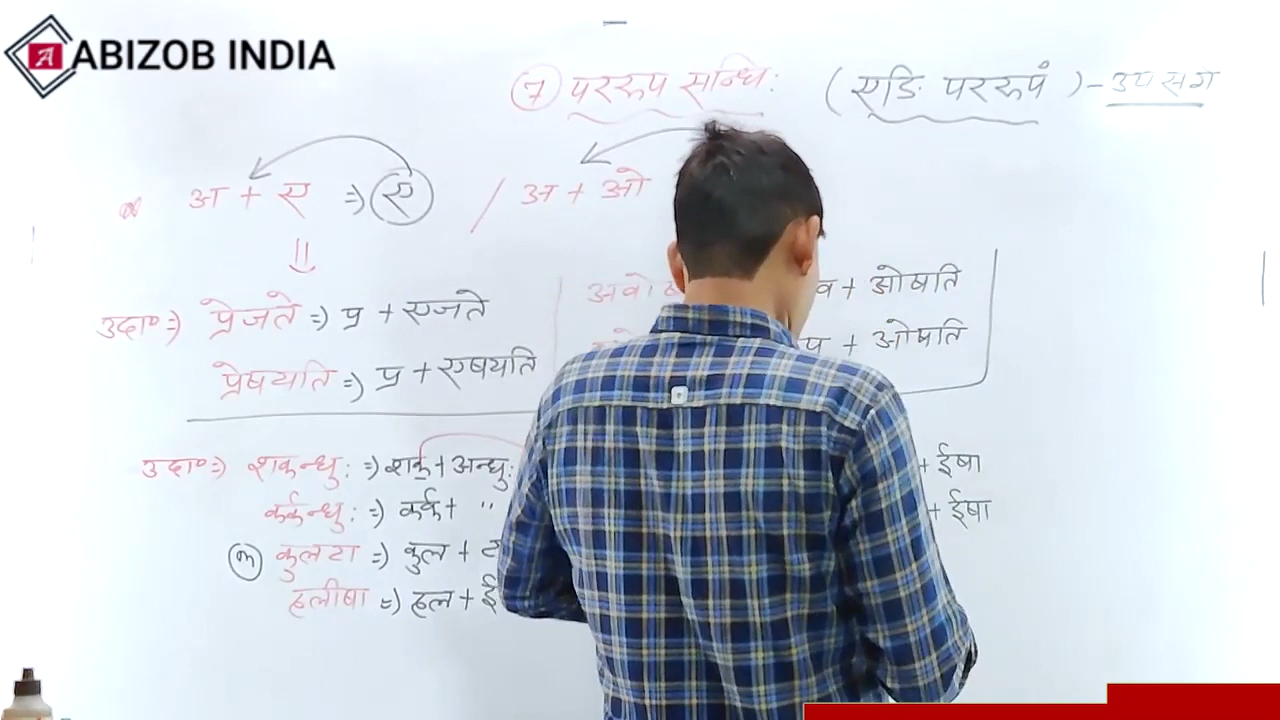 ABIZOB INDIA
7 पररूप सन्धि: (एङि पररूपं) - उपसर्ग
अ + ए => ए / अ + ओ
उदा० => प्रेजते => प्र + एजते
+ ओषति
प्रेषयति => प्र + एषयति
+ ओषति
उदा० => शकन्धु: => शक + अन्धु:
+ ईषा
कर्कन्धु: => कर्क + "
+ ईषा
कुलटा => कुल +
हलीषा => हल +